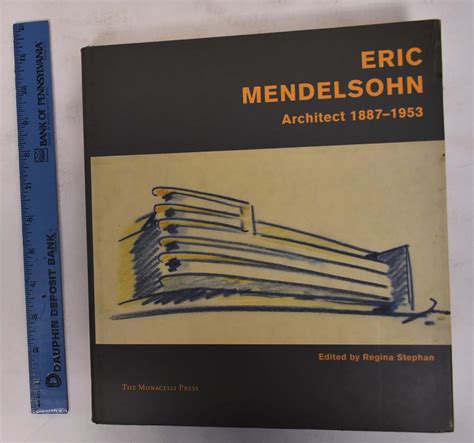 ERIC
MENDELSOHN
Architect 1887–1953
Edited by Regina Stephan
THE MONACELLI PRESS
BANK OF PENNSYLVANIA
DAUPHIN DEPOSIT BANK